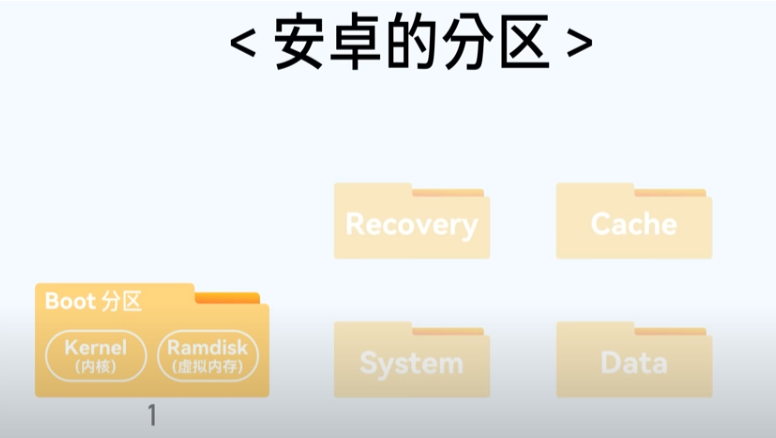 < 安卓的分区 >
Recovery
Cache
Boot 分区
Kernel
(内核)
Ramdisk
(虚拟内存)
System
Data
1